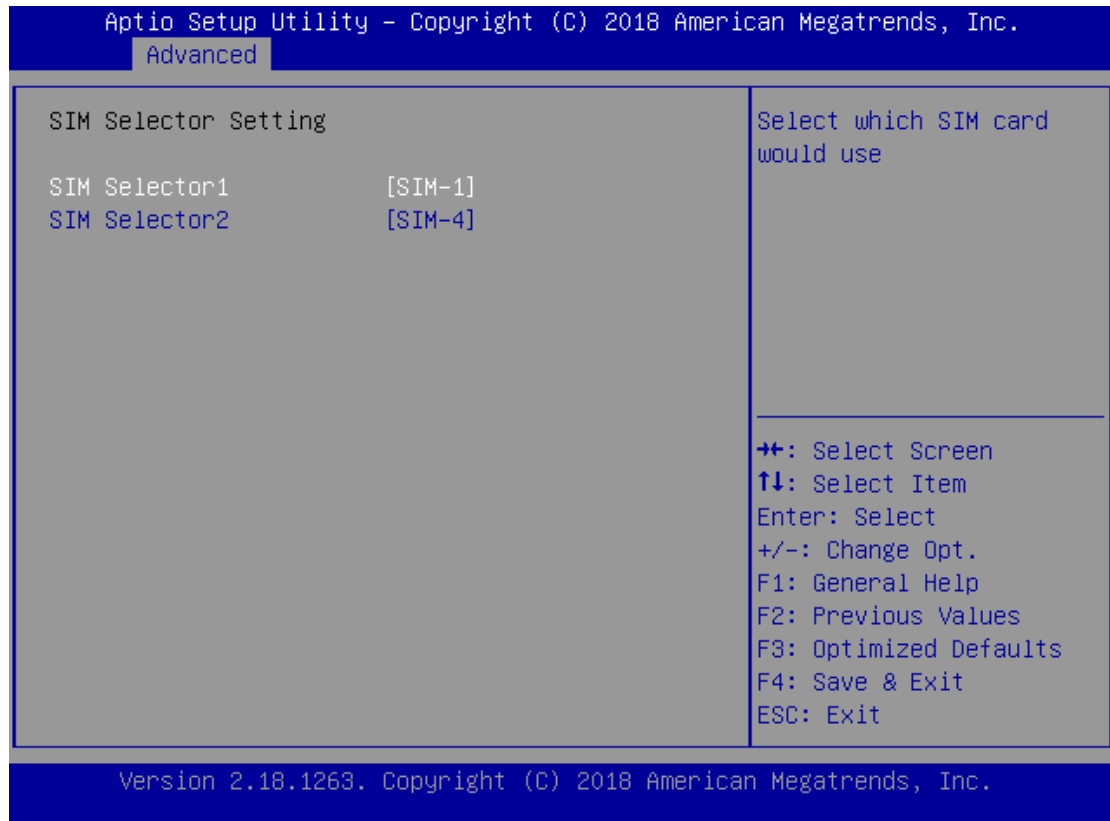 Aptio Setup Utility – Copyright (C) 2018 American Megatrends, Inc.
Advanced
SIM Selector Setting
SIM Selector1 [SIM-1]
SIM Selector2 [SIM-4]
Select which SIM card
would use
→←: Select Screen
↑↓: Select Item
Enter: Select
+/-: Change Opt.
F1: General Help
F2: Previous Values
F3: Optimized Defaults
F4: Save & Exit
ESC: Exit
Version 2.18.1263. Copyright (C) 2018 American Megatrends, Inc.